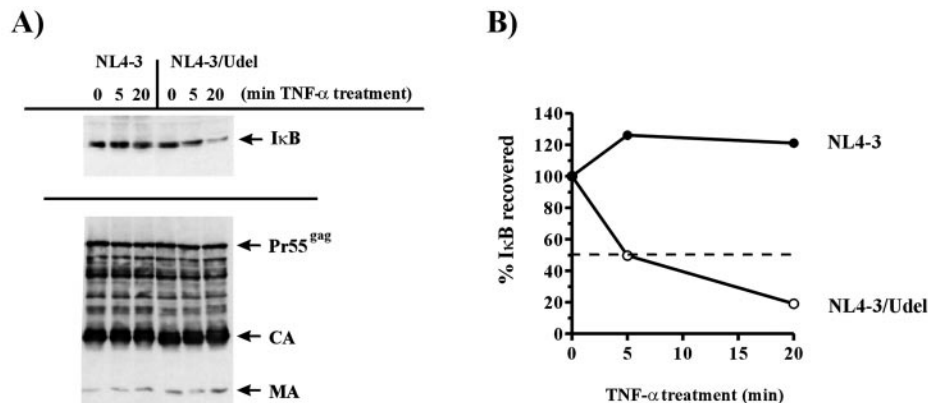 A)
NL4-3 NL4-3/Udel
0 5 20 0 5 20 (min TNF-α treatment)
IκB
Pr55gag
CA
MA
B)
% IκB recovered
140
120
100
80
60
40
20
0
0 5 10 15 20
TNF-α treatment (min)
NL4-3
NL4-3/Udel